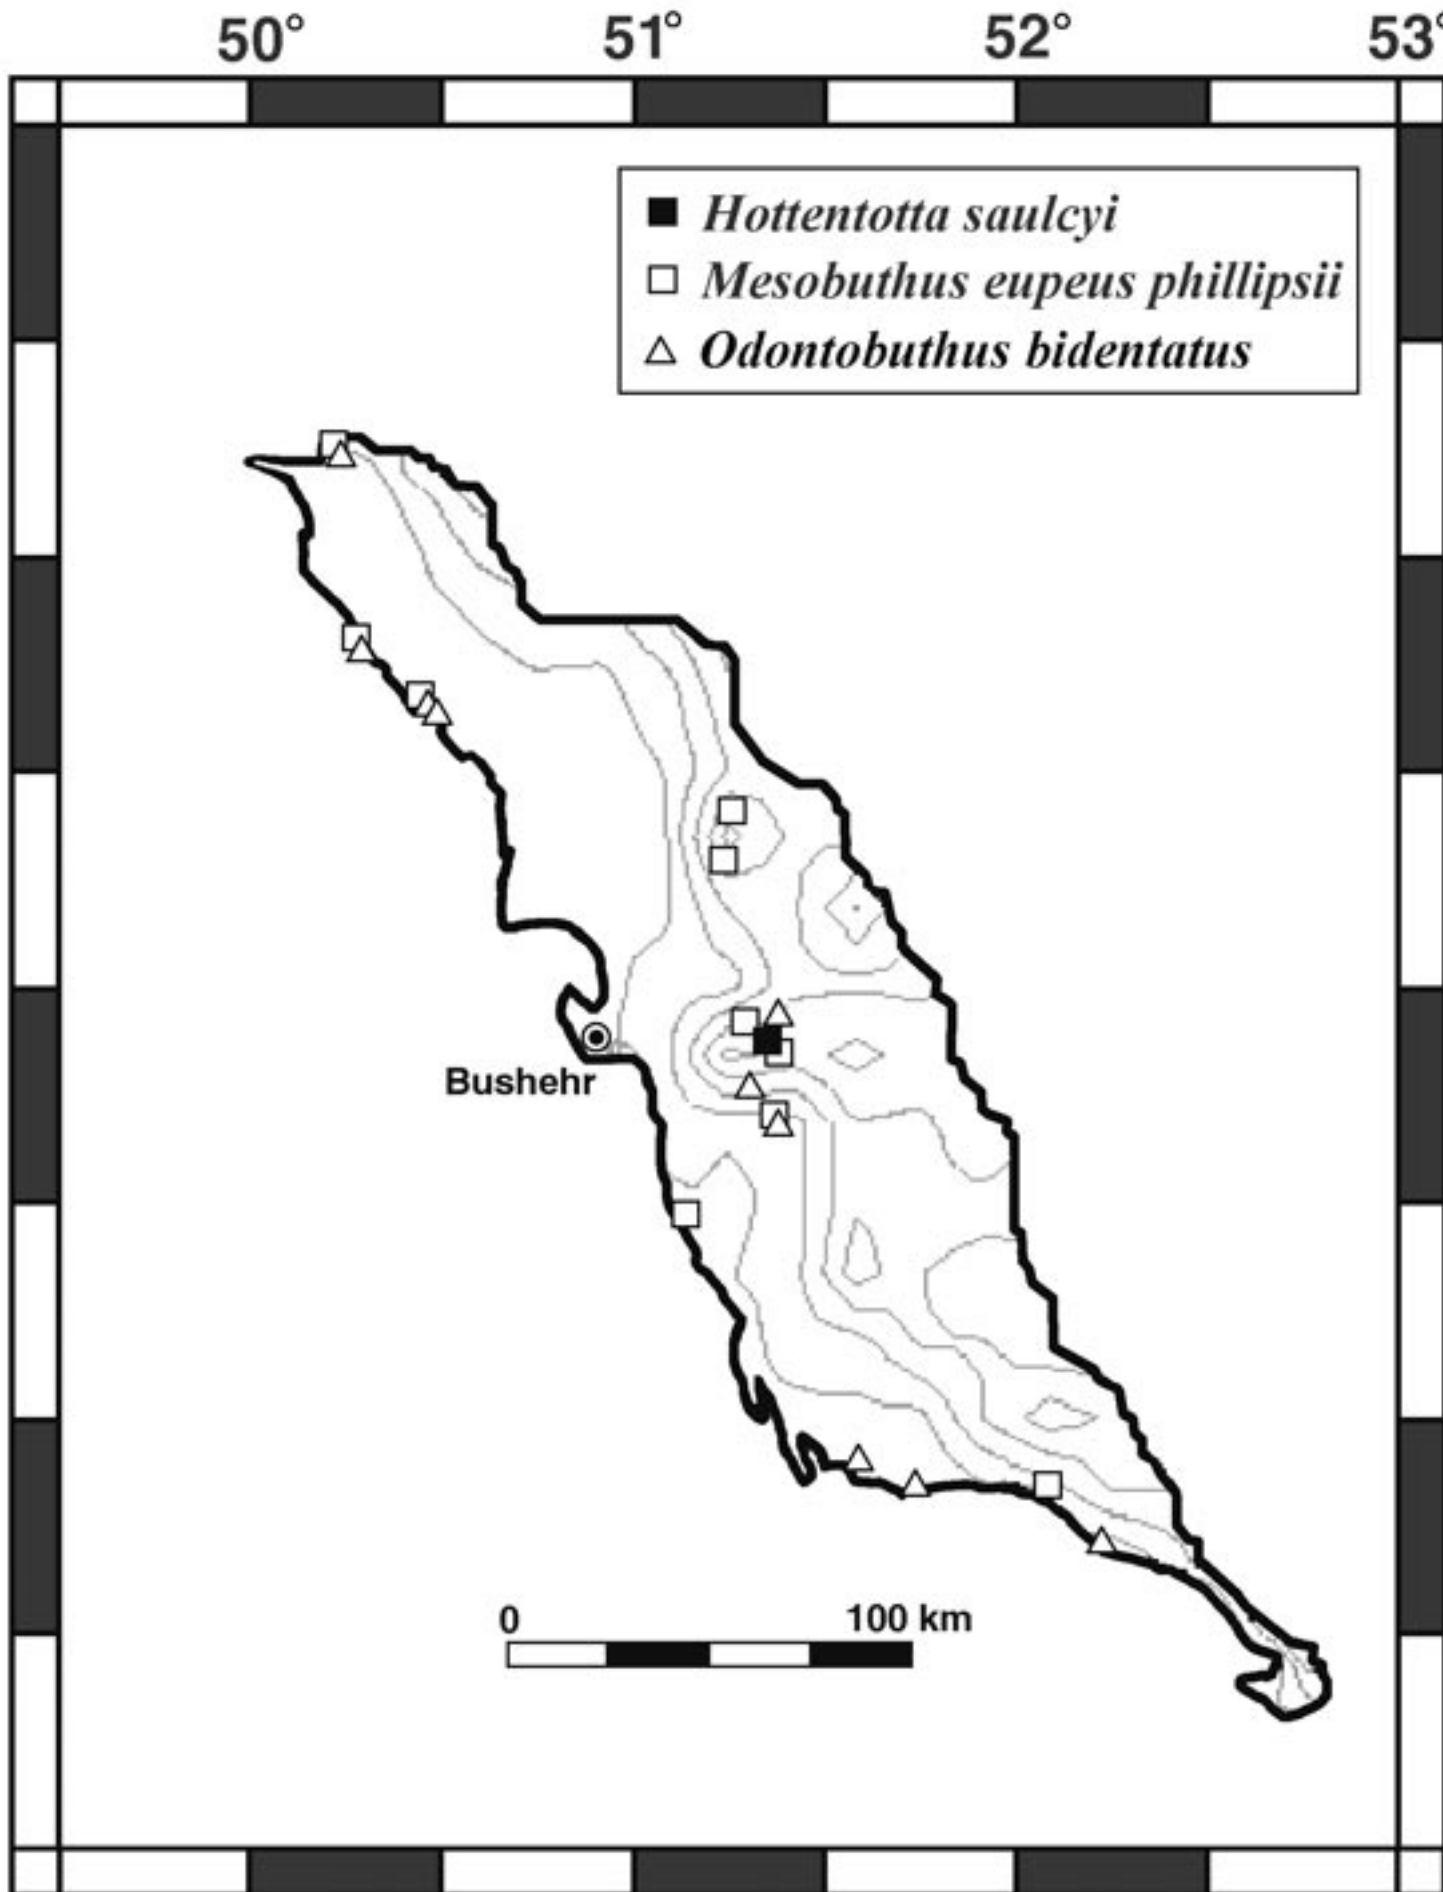 50° 51° 52° 53°
Hottentotta saulcyi
Mesobuthus eupeus phillipsii
Odontobuthus bidentatus
Bushehr
0 100 km